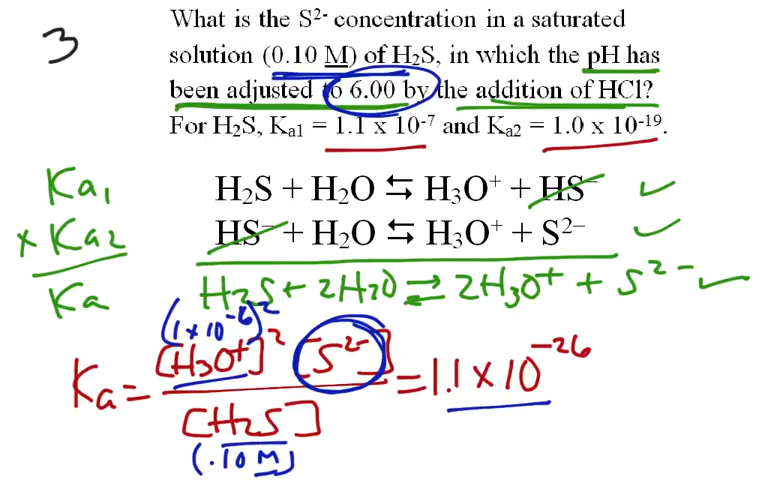 3
What is the S²⁻ concentration in a saturated
solution (0.10 M) of H₂S, in which the pH has
been adjusted to 6.00 by the addition of HCl?
For H₂S, Ka1 = 1.1 x 10⁻⁷ and Ka2 = 1.0 x 10⁻¹⁹.
Ka₁ H₂S + H₂O ⇆ H₃O⁺ + HS⁻ ✓
x Ka2 HS⁻ + H₂O ⇆ H₃O⁺ + S²⁻ ✓
Ka H₂S + 2H₂O ⇌ 2H₃O⁺ + S²⁻ ✓
(1 x 10⁻⁶)²
Ka = [H₃O⁺]² [S²⁻] / [H₂S] = 1.1 x 10⁻²⁶
(.10 M)